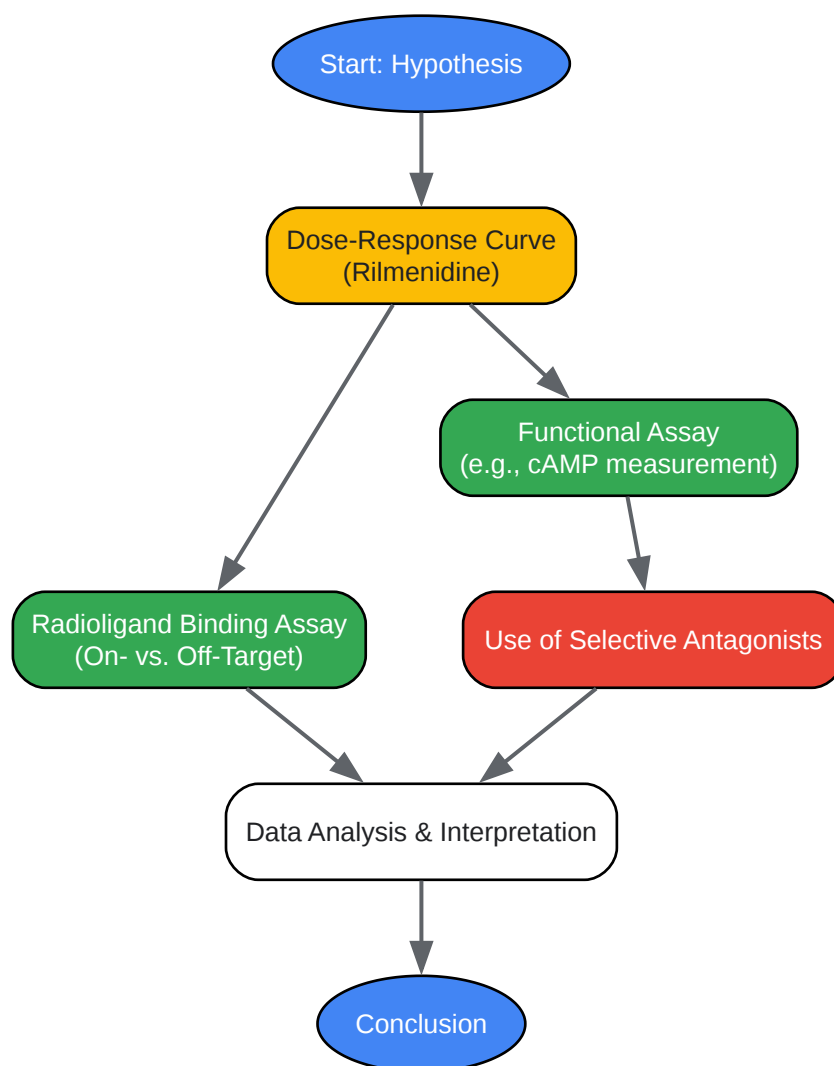 Start: Hypothesis
Dose-Response Curve
(Rilmenidine)
Functional Assay
(e.g., cAMP measurement)
Radioligand Binding Assay
(On- vs. Off-Target)
Use of Selective Antagonists
Data Analysis & Interpretation
Conclusion